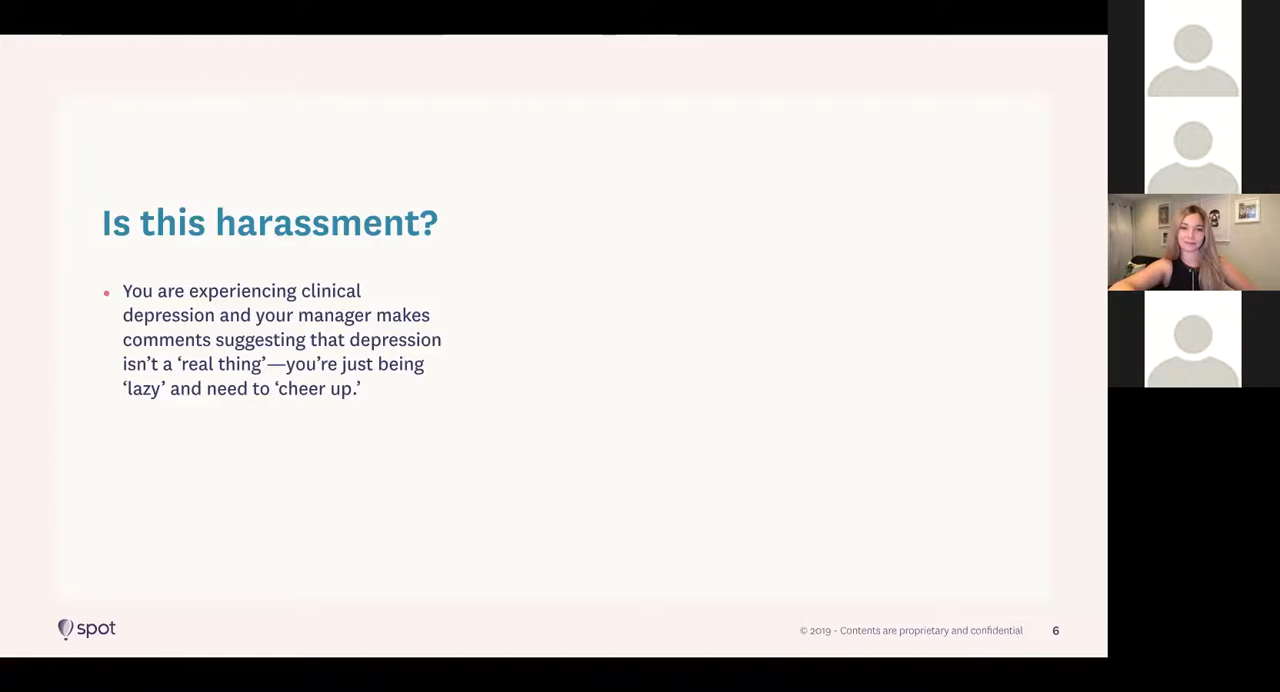 Is this harassment?
• You are experiencing clinical
depression and your manager makes
comments suggesting that depression
isn’t a ‘real thing’—you’re just being
‘lazy’ and need to ‘cheer up.’
spot
© 2019 - Contents are proprietary and confidential 6